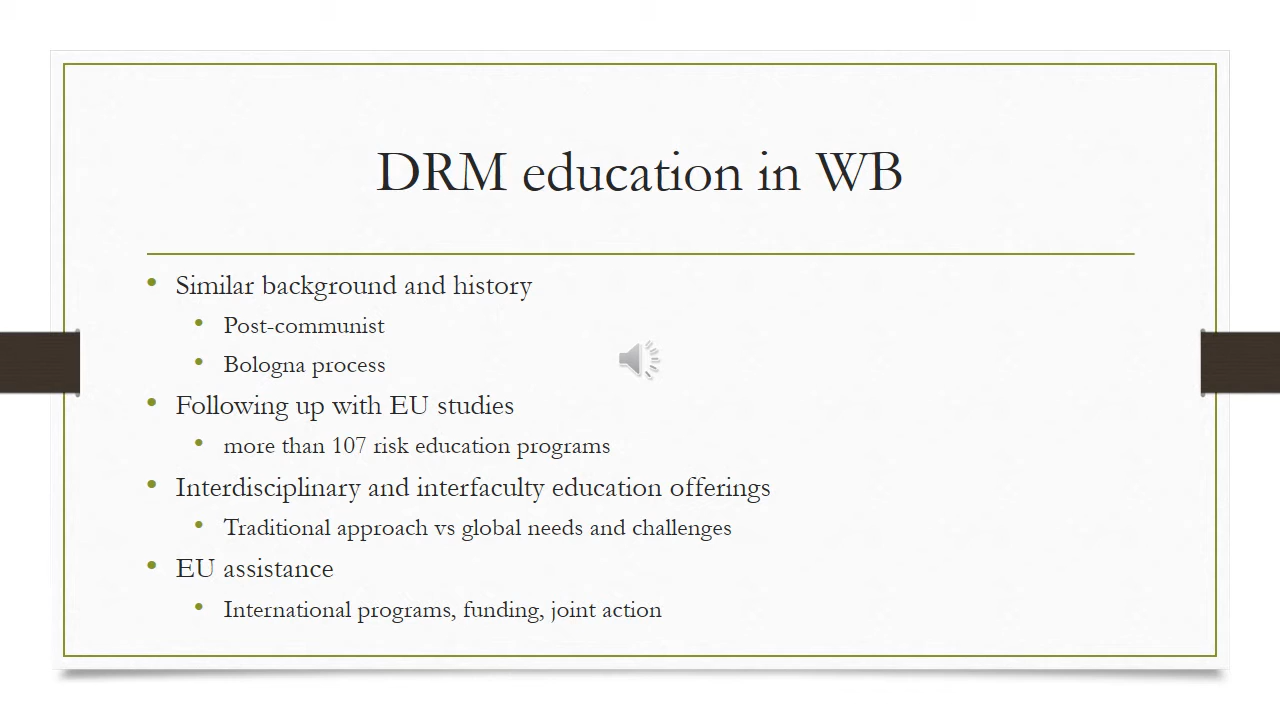 DRM education in WB
• Similar background and history
• Post-communist
• Bologna process
• Following up with EU studies
• more than 107 risk education programs
• Interdisciplinary and interfaculty education offerings
• Traditional approach vs global needs and challenges
• EU assistance
• International programs, funding, joint action